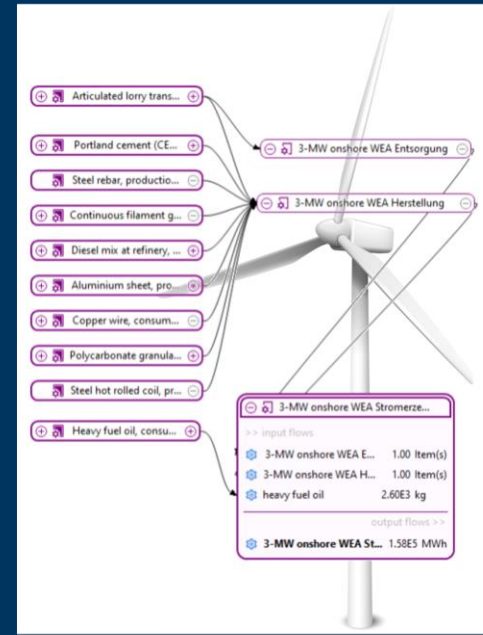 Articulated lorry trans...
Portland cement (CE...
3-MW onshore WEA Entsorgung
Steel rebar, productio...
3-MW onshore WEA Herstellung
Continuous filament g...
Diesel mix at refinery, ...
Aluminium sheet, pro...
Copper wire, consum...
Polycarbonate granula...
Steel hot rolled coil, pr...
Heavy fuel oil, consu...
3-MW onshore WEA Stromerze...
>> input flows
3-MW onshore WEA E... 1.00 Item(s)
3-MW onshore WEA H... 1.00 Item(s)
heavy fuel oil 2.60E3 kg
output flows >>
3-MW onshore WEA St... 1.58E5 MWh